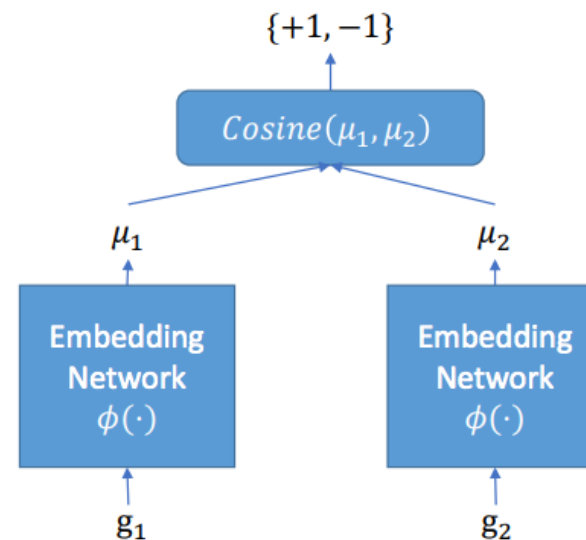 {+1, −1}
Cosine(μ₁, μ₂)
μ₁ μ₂
Embedding Embedding
Network Network
ϕ(·) ϕ(·)
g₁ g₂